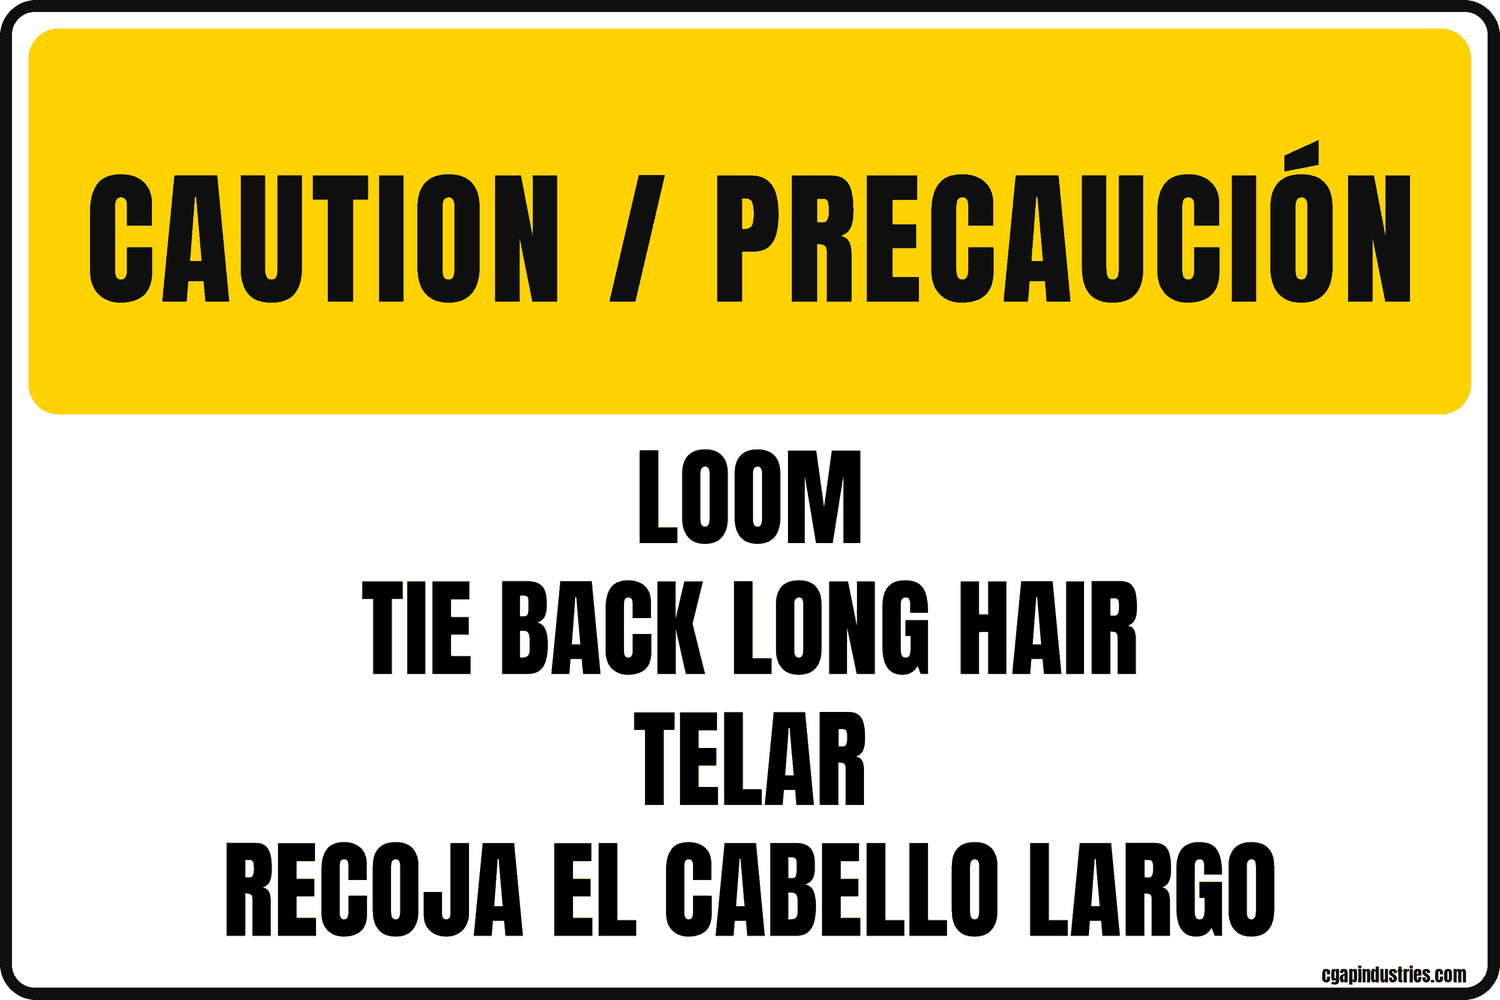 CAUTION / PRECAUCIÓN
LOOM
TIE BACK LONG HAIR
TELAR
RECOJA EL CABELLO LARGO
cgapindustries.com